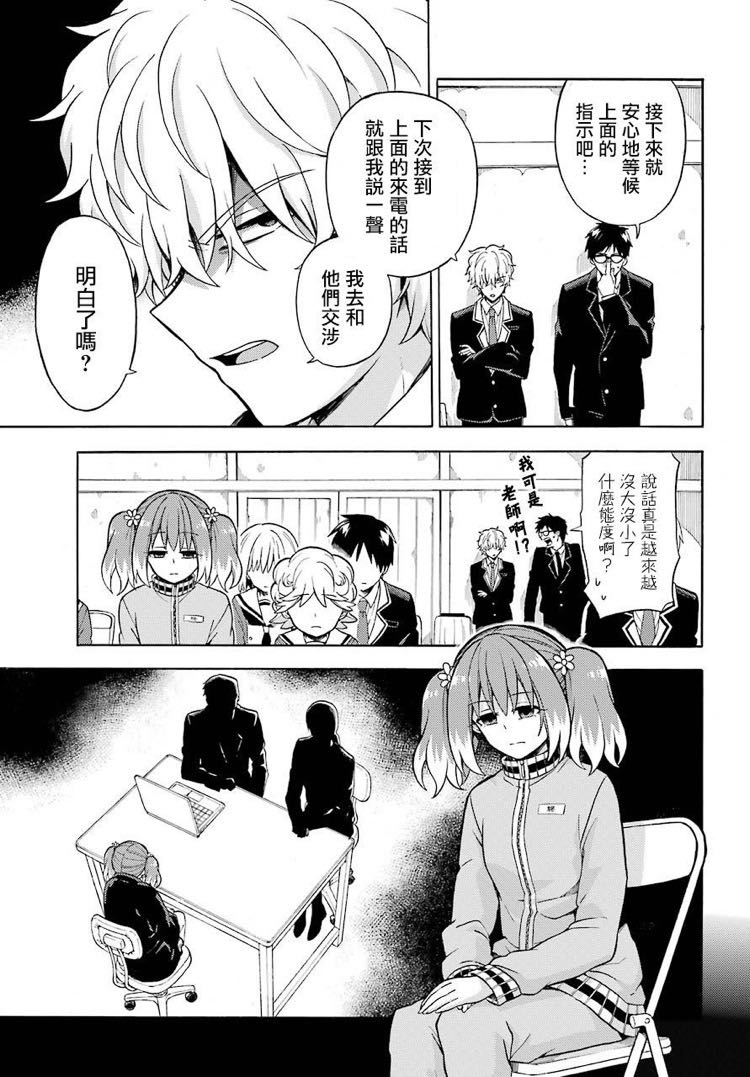 接下來就
安心地等候
上面的
指示吧…
下次接到
上面的來電的話
就跟我説一聲
我去和
他們交涉
明白了嗎？
說話真是越來越
沒大沒小了
什麼態度啊？
我可是
老師啊!?